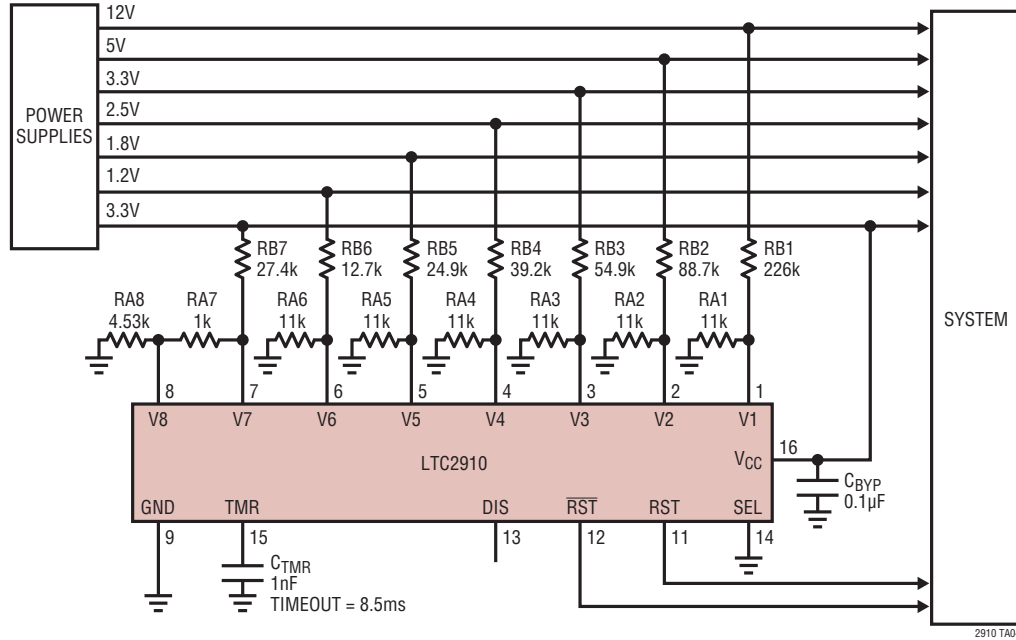 12V
5V
3.3V
2.5V
1.8V
1.2V
3.3V
POWER
SUPPLIES
SYSTEM
RB7
27.4k
RB6
12.7k
RB5
24.9k
RB4
39.2k
RB3
54.9k
RB2
88.7k
RB1
226k
RA8
4.53k
RA7
1k
RA6
11k
RA5
11k
RA4
11k
RA3
11k
RA2
11k
RA1
11k
8 7 6 5 4 3 2 1
V8 V7 V6 V5 V4 V3 V2 V1
LTC2910
VCC
16
CBYP
0.1µF
GND TMR DIS R̅S̅T̅ RST SEL
9 15 13 12 11 14
CTMR
1nF
TIMEOUT = 8.5ms
2910 TA0